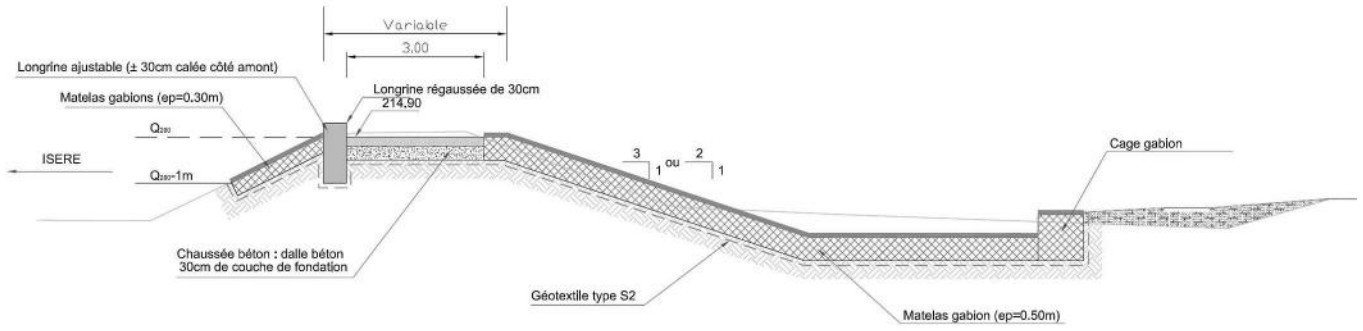 Variable
3.00
Longrine ajustable (± 30cm calée côté amont)
Longrine régaussée de 30cm
Matelas gabions (ep=0.30m)
214.90
Q₂₀₀
3
1
ou
2
1
Cage gabion
ISERE
Q₂₀₀-1m
Chaussée béton : dalle béton
30cm de couche de fondation
Géotextile type S2
Matelas gabion (ep=0.50m)